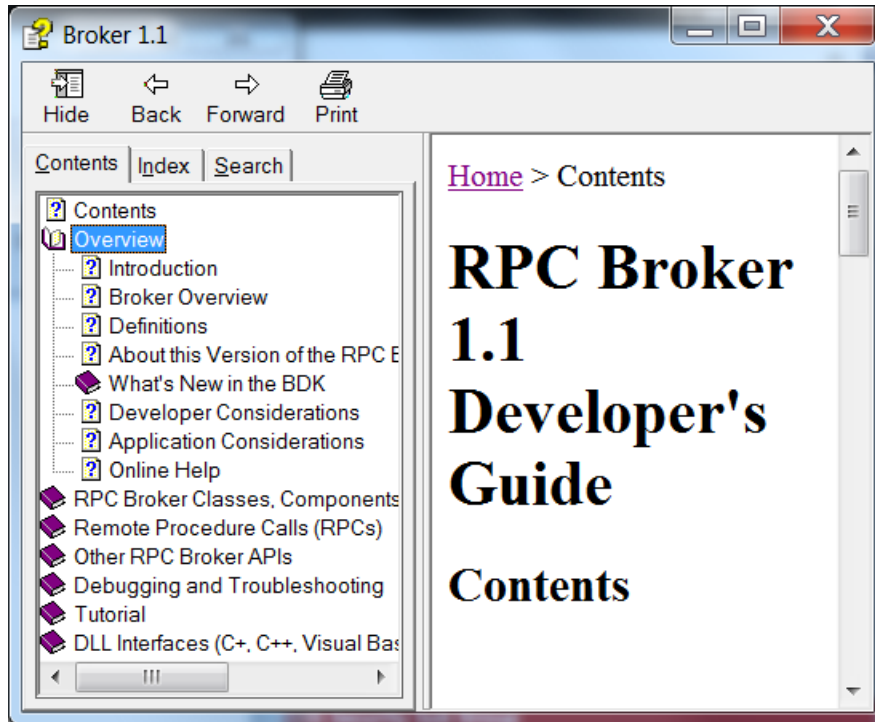 Broker 1.1
X
Hide Back Forward Print
Contents Index Search
Contents
Overview
Introduction
Broker Overview
Definitions
About this Version of the RPC B
What's New in the BDK
Developer Considerations
Application Considerations
Online Help
RPC Broker Classes, Components
Remote Procedure Calls (RPCs)
Other RPC Broker APIs
Debugging and Troubleshooting
Tutorial
DLL Interfaces (C+, C++, Visual Bas
Home > Contents
RPC Broker
1.1
Developer's
Guide
Contents